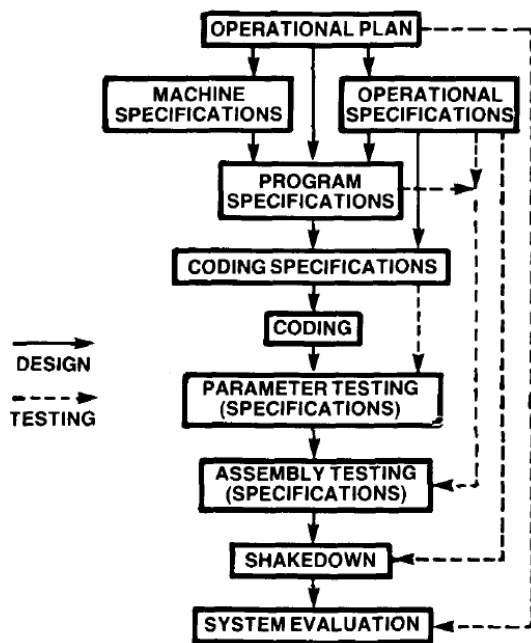 OPERATIONAL PLAN
MACHINE
SPECIFICATIONS
OPERATIONAL
SPECIFICATIONS
PROGRAM
SPECIFICATIONS
CODING SPECIFICATIONS
CODING
DESIGN
TESTING
PARAMETER TESTING
(SPECIFICATIONS)
ASSEMBLY TESTING
(SPECIFICATIONS)
SHAKEDOWN
SYSTEM EVALUATION